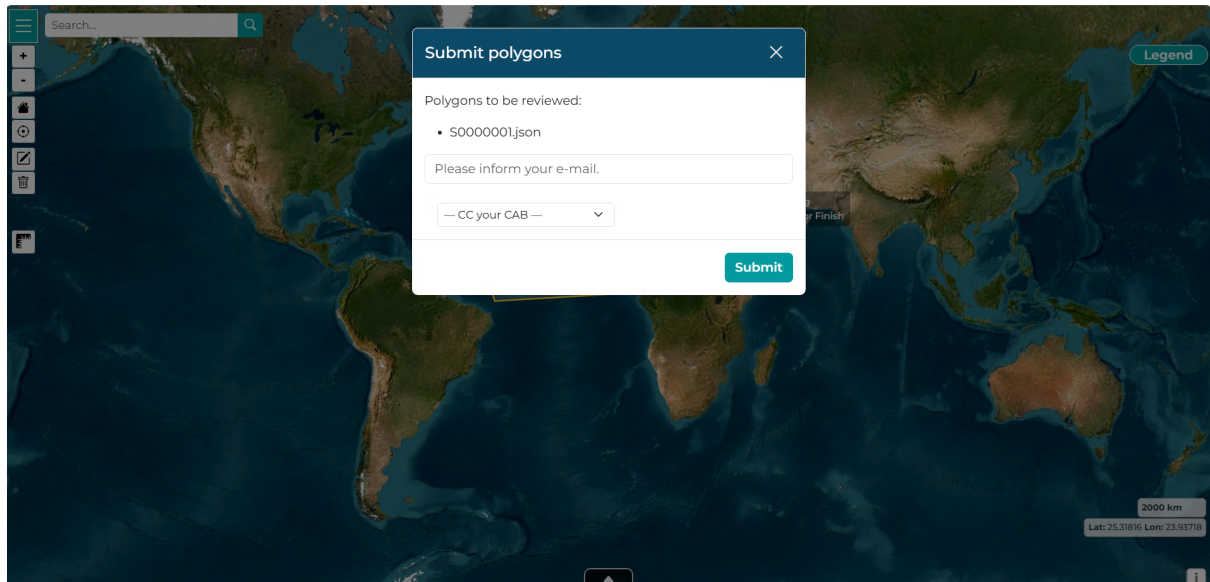 Search...
Submit polygons
+
Legend
-
Polygons to be reviewed:
• S0000001.json
Please inform your e-mail.
— CC your CAB —
or Finish
Submit
2000 km
Lat: 25.31816 Lon: 23.93718
i